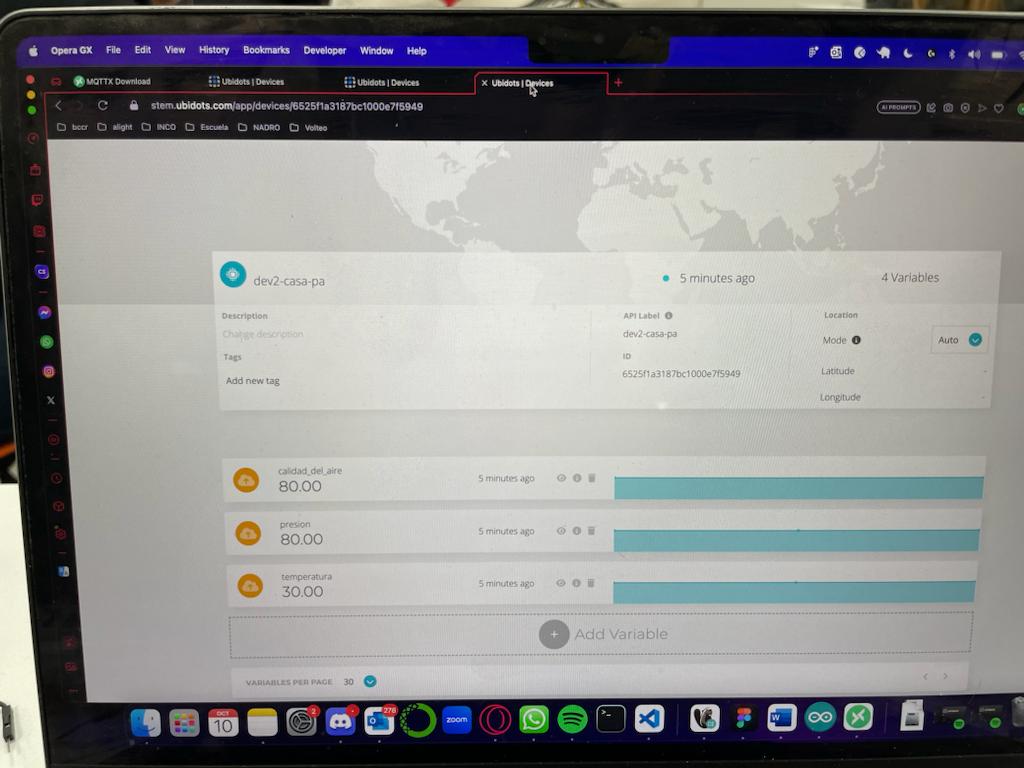 Opera GX File Edit View History Bookmarks Developer Window Help
MQTTX Download Ubidots | Devices Ubidots | Devices Ubidots | Devices
stem.ubidots.com/app/devices/6525f1a3187bc1000e7f5949 AI PROMPTS
bccr alight INCO Escuela NADRO Volteo
dev2-casa-pa 5 minutes ago 4 Variables
Description API Label Location
Change description dev2-casa-pa Mode Auto
Tags ID Latitude -
Add new tag 6525f1a3187bc1000e7f5949
Longitude -
calidad_del_aire
80.00 5 minutes ago
presion
80.00 5 minutes ago
temperatura
30.00 5 minutes ago
+ Add Variable
VARIABLES PER PAGE 30
OCT
10
2
278
zoom
W